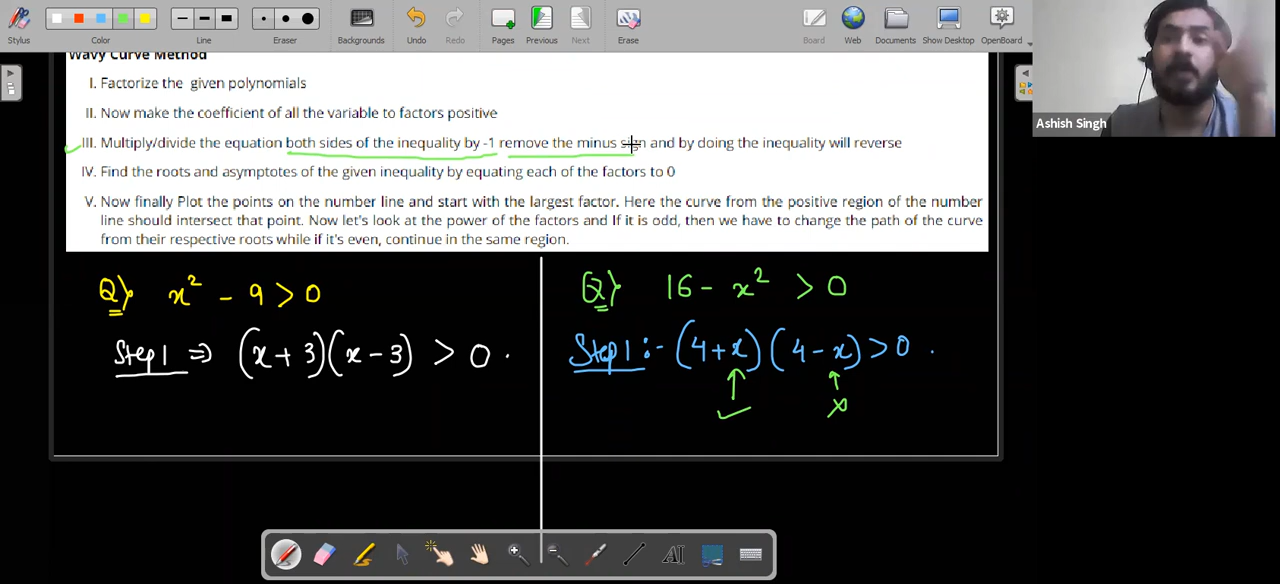 Stylus
Color
Line
Eraser
Backgrounds
Undo
Redo
Pages
Previous
Next
Erase
Board
Web
Documents
Show Desktop
OpenBoard
Ashish Singh
Wavy Curve Method
I. Factorize the given polynomials
II. Now make the coefficient of all the variable to factors positive
III. Multiply/divide the equation both sides of the inequality by -1 remove the minus sign and by doing the inequality will reverse
IV. Find the roots and asymptotes of the given inequality by equating each of the factors to 0
V. Now finally Plot the points on the number line and start with the largest factor. Here the curve from the positive region of the number
line should intersect that point. Now let's look at the power of the factors and If it is odd, then we have to change the path of the curve
from their respective roots while if it's even, continue in the same region.
Q} x² - 9 > 0
Step 1 ⇒ (x + 3)(x - 3) > 0 .
Q} 16 - x² > 0
Step 1 :- (4 + x)(4 - x) > 0 .
AI